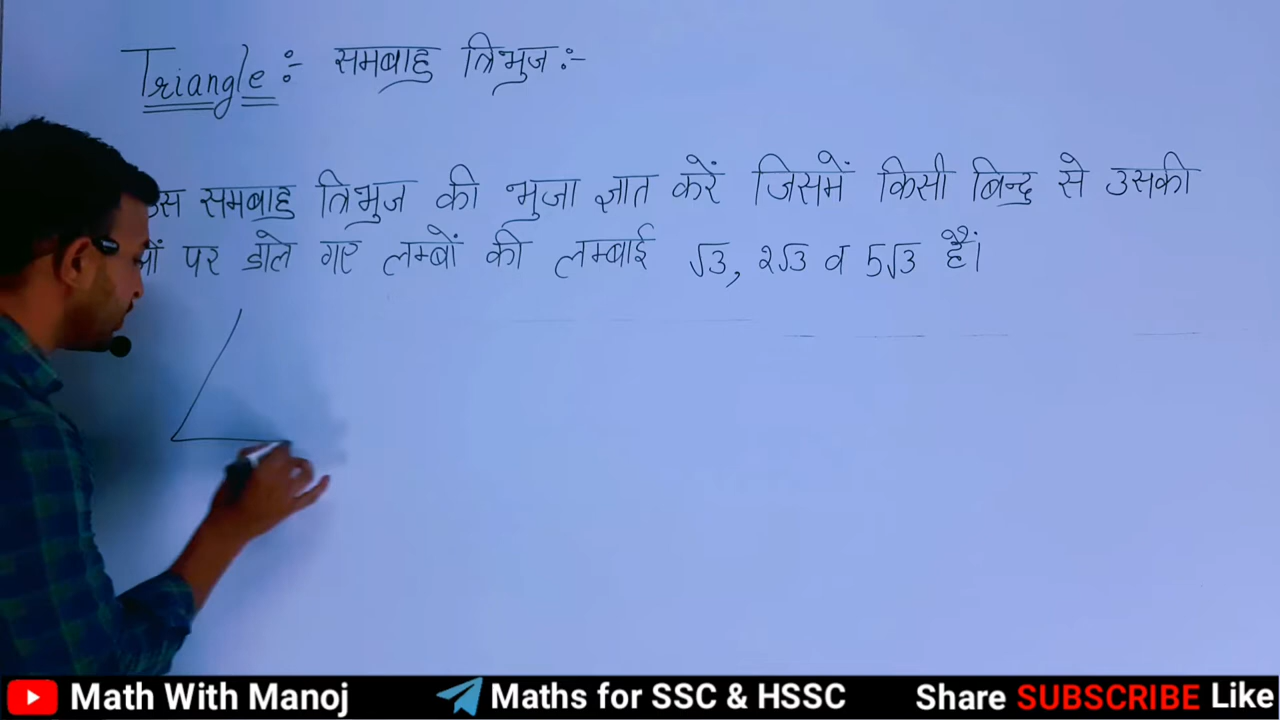 Triangle :- समबाहु त्रिभुज :-
समबाहु त्रिभुज की भुजा ज्ञात करें जिसमें किसी बिन्दु से उसकी
पर डाले गए लम्बों की लम्बाई √3, 2√3 व 5√3 हैं।
Math With Manoj Maths for SSC & HSSC Share SUBSCRIBE Like